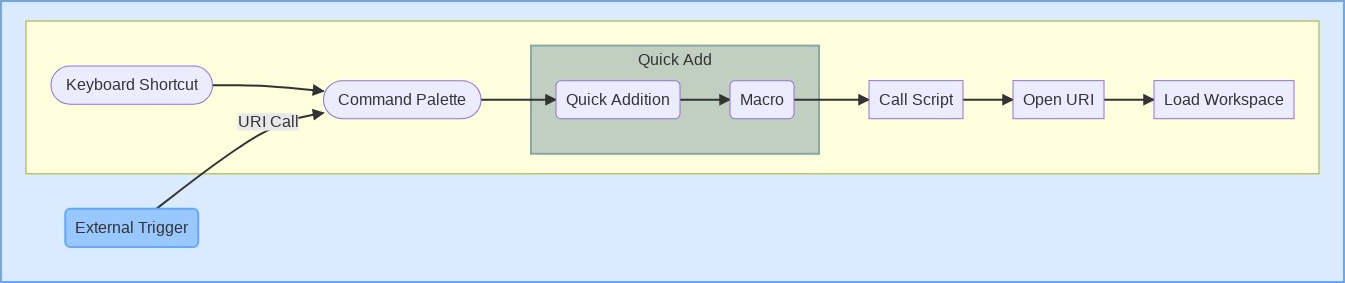 Quick Add
Keyboard Shortcut
Command Palette
Quick Addition
Macro
Call Script
Open URI
Load Workspace
URI Call
External Trigger